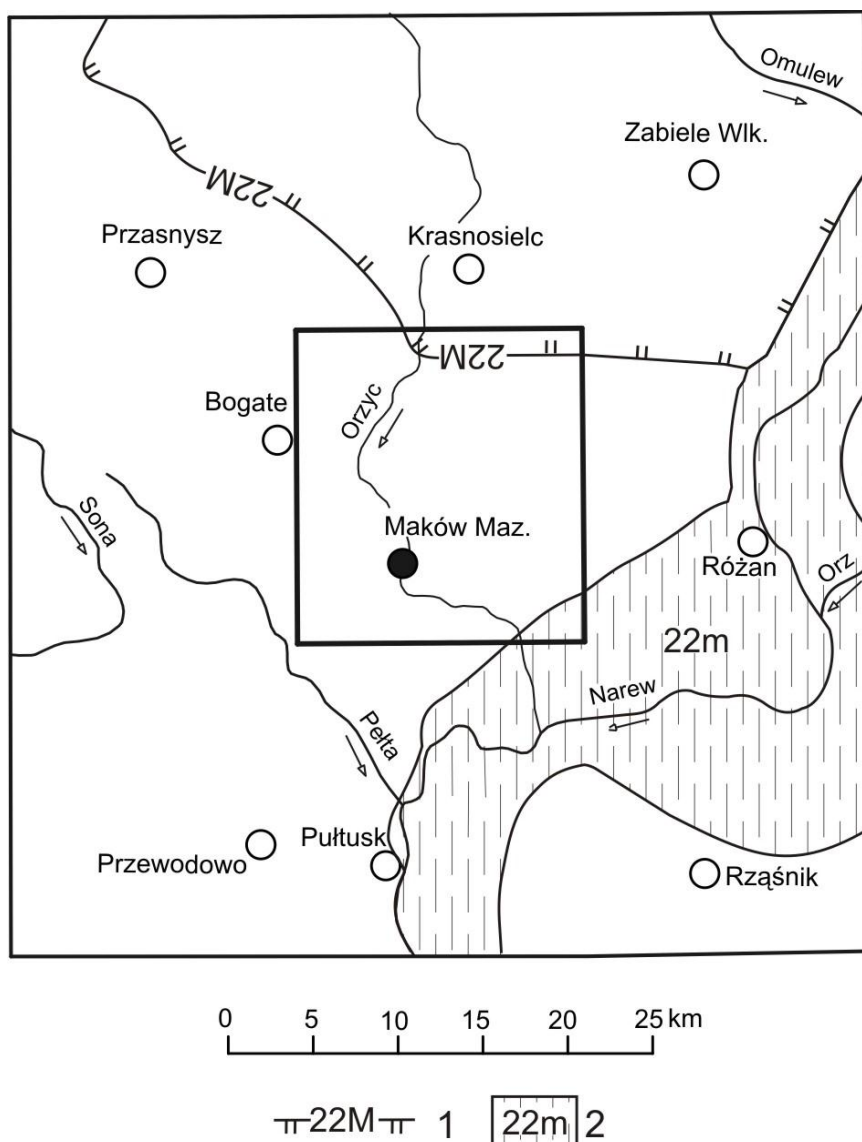 Omulew
Zabiele Wlk.
22M
Przasnysz
Krasnosielc
22M
Bogate
Orzyc
Sona
Maków Maz.
Różan
Orz
22m
Narew
Pełta
Pułtusk
Przewodowo
Rząśnik
0 5 10 15 20 25 km
22M 1 22m 2